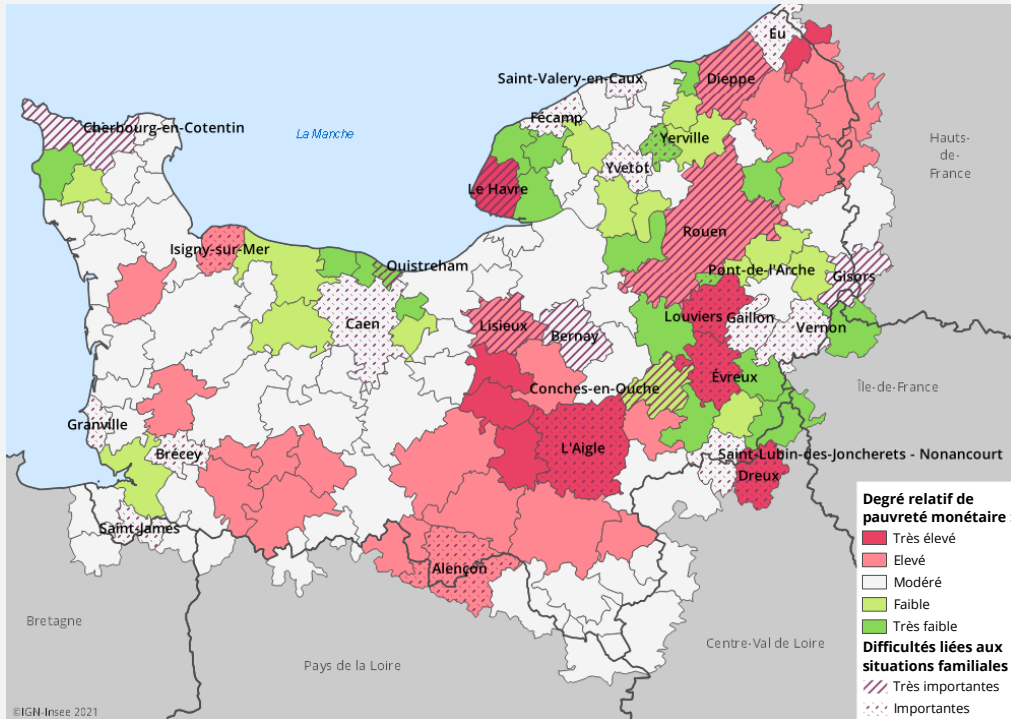 Eu
Saint-Valery-en-Caux
Dieppe
Fécamp
Cherbourg-en-Cotentin
La Manche
Yerville
Hauts-
de-
France
Yvetot
Le Havre
Rouen
Isigny-sur-Mer
Ouistreham
Pont-de-l'Arche
Gisors
Caen
Lisieux
Bernay
Louviers
Gaillon
Vernon
Évreux
Conches-en-Ouche
Île-de-France
Granville
Brécey
L'Aigle
Saint-Lubin-des-Joncherets - Nonancourt
Dreux
Saint-James
Alençon
Bretagne
Pays de la Loire
Centre-Val de Loire
Degré relatif de
pauvreté monétaire :
Très élevé
Elevé
Modéré
Faible
Très faible
Difficultés liées aux
situations familiales
Très importantes
Importantes
©IGN-Insee 2021